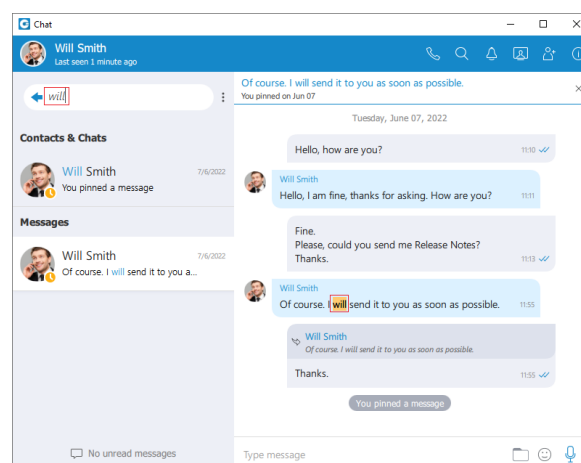 Chat
Will Smith
Last seen 1 minute ago
will
Contacts & Chats
Will Smith
7/6/2022
You pinned a message
Messages
Will Smith
7/6/2022
Of course. I will send it to you a...
No unread messages
Of course. I will send it to you as soon as possible.
You pinned on Jun 07
Tuesday, June 07, 2022
Hello, how are you?
11:10
Will Smith
Hello, I am fine, thanks for asking. How are you?
11:11
Fine.
Please, could you send me Release Notes?
Thanks.
11:13
Will Smith
Of course. I will send it to you as soon as possible.
11:55
Will Smith
Of course. I will send it to you as soon as possible.
Thanks.
11:55
You pinned a message
Type message